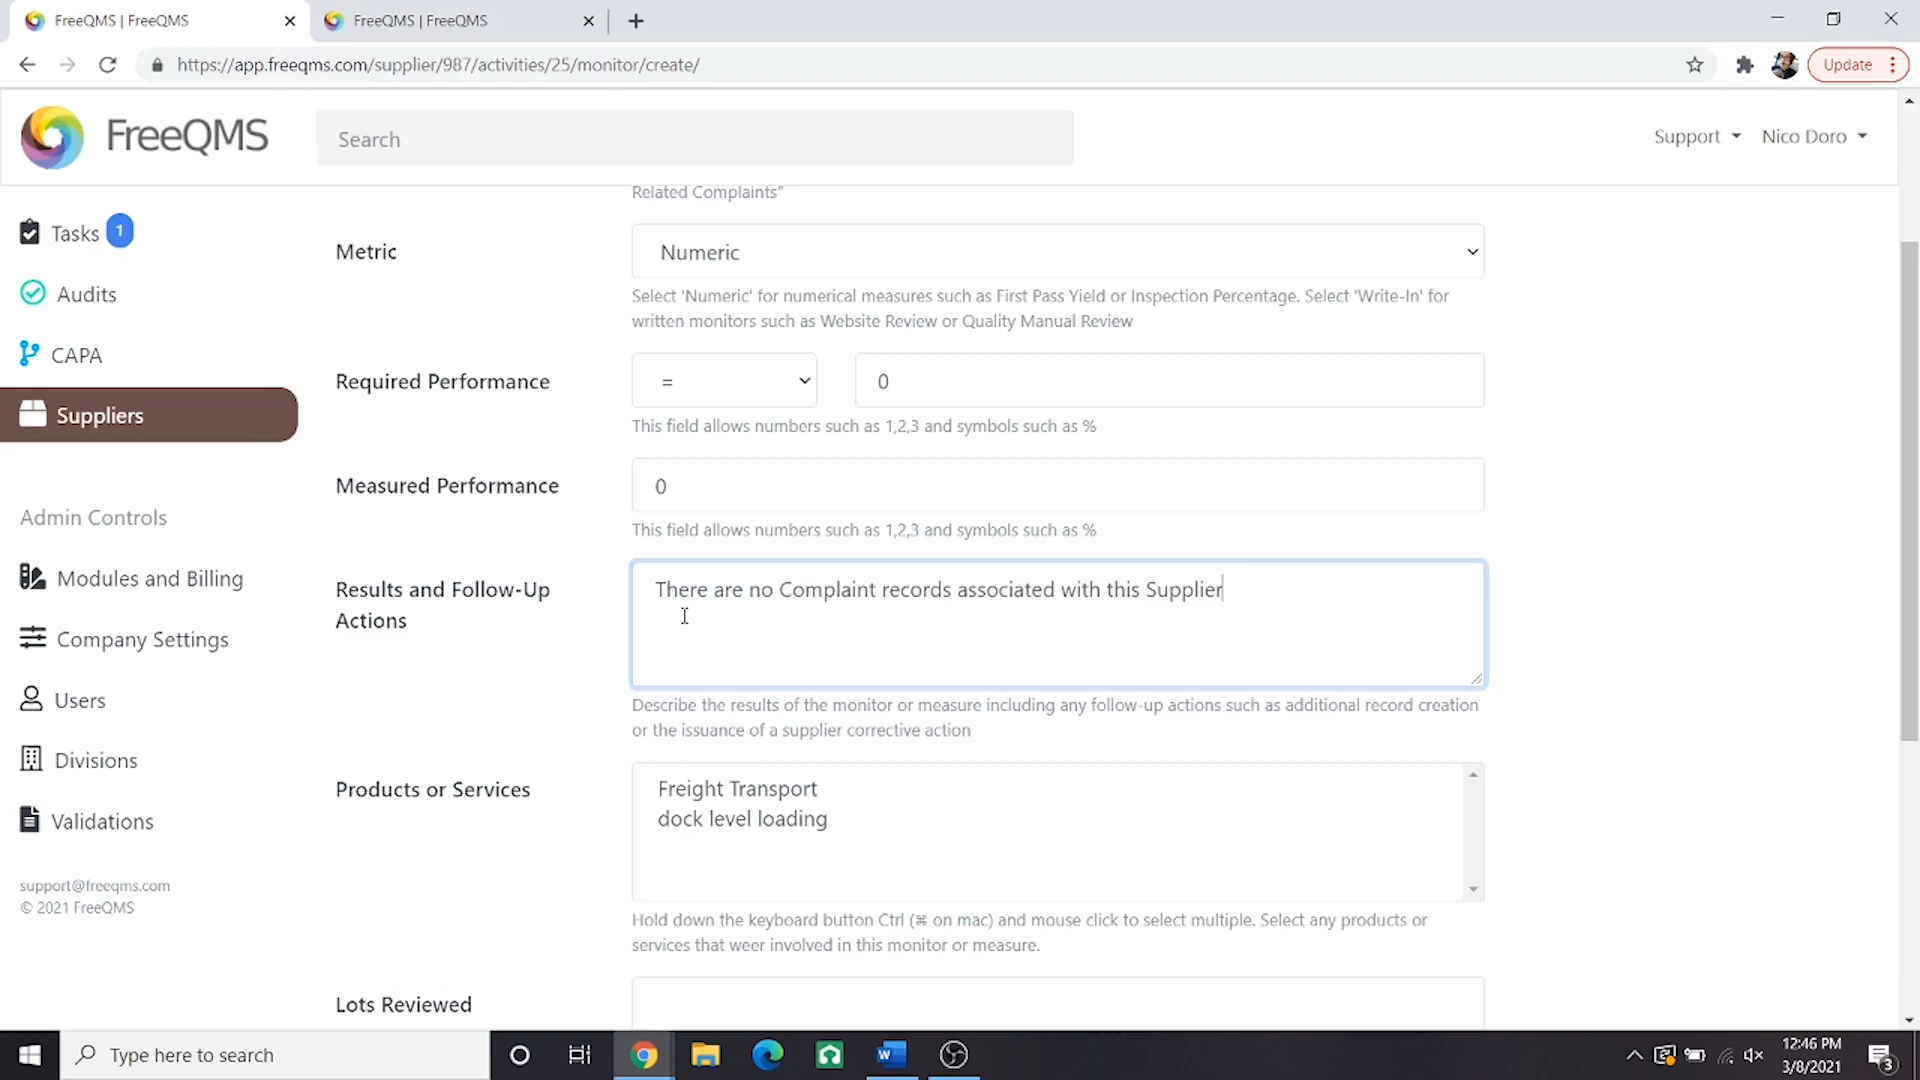 FreeQMS | FreeQMS
FreeQMS | FreeQMS
https://app.freeqms.com/supplier/987/activities/25/monitor/create/
Update
FreeQMS
Search
Support
Nico Doro
Related Complaints"
Tasks 1
Audits
CAPA
Suppliers
Admin Controls
Modules and Billing
Company Settings
Users
Divisions
Validations
support@freeqms.com
© 2021 FreeQMS
Metric
Numeric
Select 'Numeric' for numerical measures such as First Pass Yield or Inspection Percentage. Select 'Write-In' for
written monitors such as Website Review or Quality Manual Review
Required Performance
=
0
This field allows numbers such as 1,2,3 and symbols such as %
Measured Performance
0
This field allows numbers such as 1,2,3 and symbols such as %
Results and Follow-Up
Actions
There are no Complaint records associated with this Supplier
Describe the results of the monitor or measure including any follow-up actions such as additional record creation
or the issuance of a supplier corrective action
Products or Services
Freight Transport
dock level loading
Hold down the keyboard button Ctrl (⌘ on mac) and mouse click to select multiple. Select any products or
services that weer involved in this monitor or measure.
Lots Reviewed
Type here to search
12:46 PM
3/8/2021
3